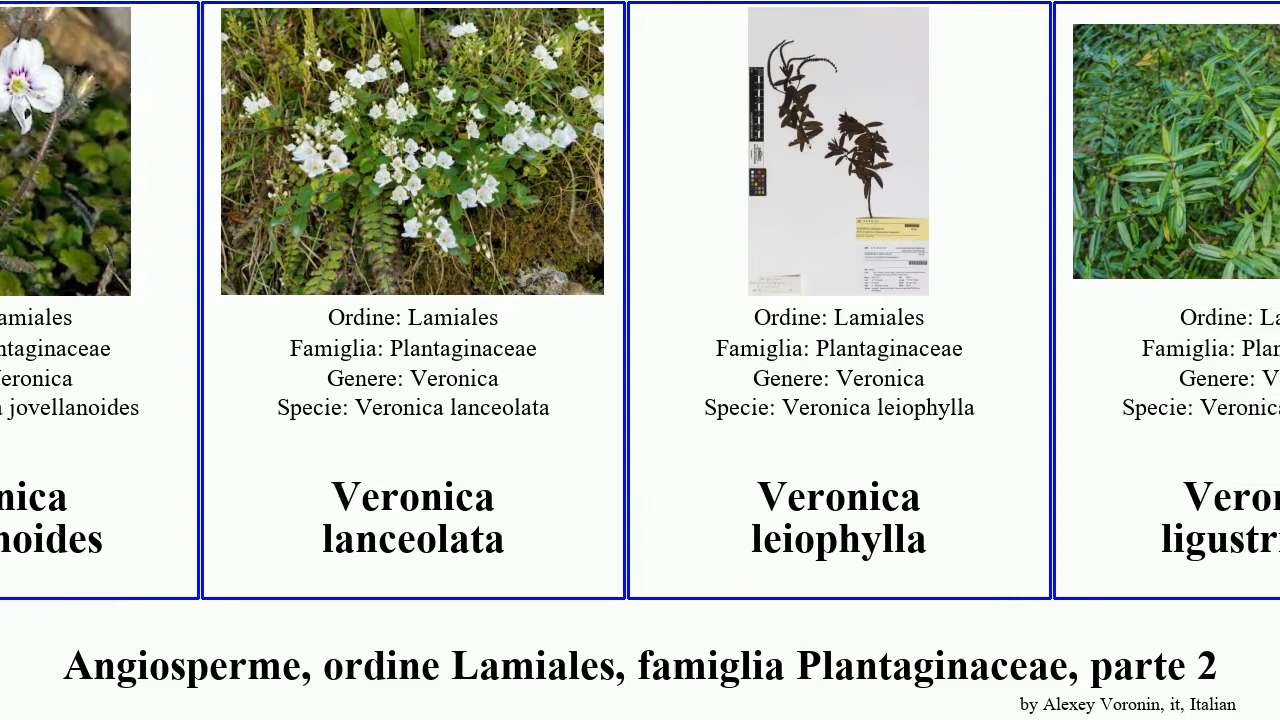 amiales
ntaginaceae
eronica
a jovellanoides
nica
noides
Ordine: Lamiales
Famiglia: Plantaginaceae
Genere: Veronica
Specie: Veronica lanceolata
Veronica
lanceolata
Ordine: Lamiales
Famiglia: Plantaginaceae
Genere: Veronica
Specie: Veronica leiophylla
Veronica
leiophylla
Ordine: La
Famiglia: Plan
Genere: V
Specie: Veronica
Veron
ligustri
Angiosperme, ordine Lamiales, famiglia Plantaginaceae, parte 2
by Alexey Voronin, it, Italian